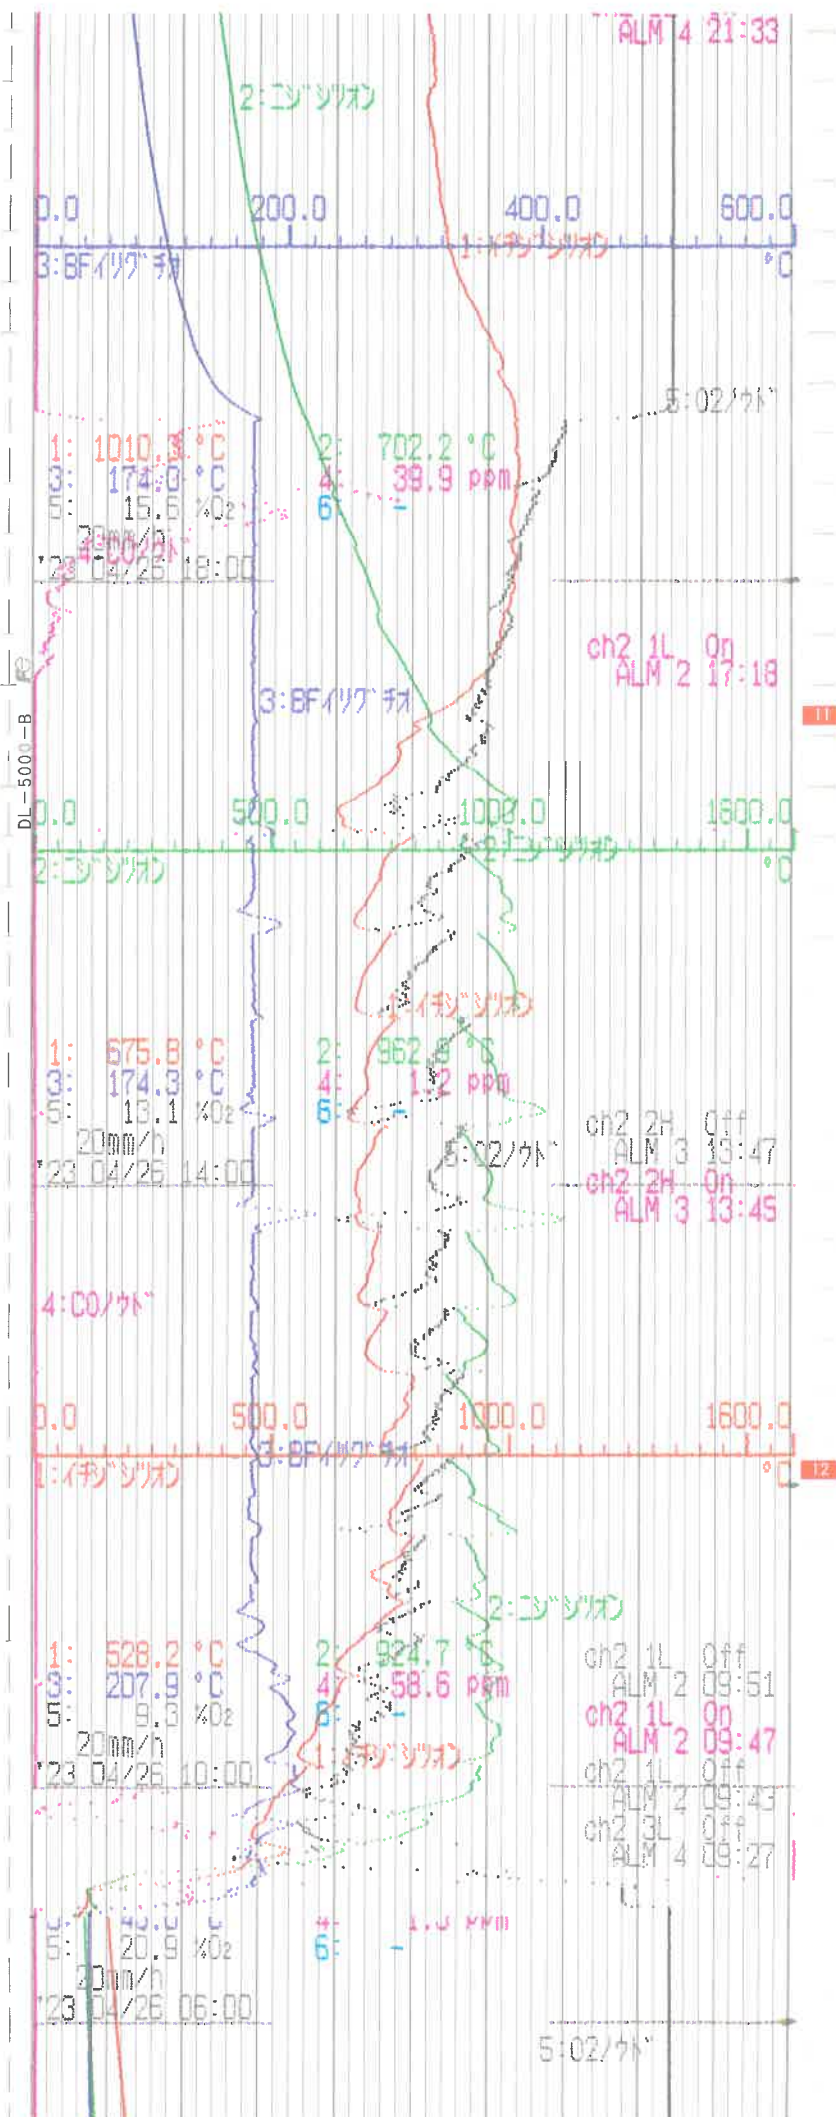 ALM 4 21:33
2:ニジシツオン
0.0 200.0 400.0 600.0
1:イチジシツオン
3:BFイリグチオ °C
5:O2ノウド
1: 1010.3 °C 2: 702.2 °C
3: 174.3 °C 4: 39.9 ppm
5: 15.6 %O2 6: -
20mm/h
4:COノウド
'23 04/26 18:00
ch2 1L On
ALM 2 17:18
3:BFイリグチオ
11
DL-5000-B
0.0 500.0 1000.0 1600.0
2:ニジシツオン
2:ニジシツオン °C
1:イチジシツオン
1: 675.8 °C 2: 962.8 °C
3: 174.3 °C 4: 1.2 ppm
5: 13.1 %O2 6: -
20mm/h
'23 04/26 14:00
5:O2ノウド
ch2 2H Off
ALM 3 13:47
ch2 2H On
ALM 3 13:45
4:COノウド
0.0 500.0 1000.0 1600.0
3:BFイリグチオ
1:イチジシツオン °C
12
2:ニジシツオン
1: 528.2 °C 2: 924.7 °C
3: 207.9 °C 4: 58.6 ppm
5: 9.3 %O2 6: -
20mm/h
1:イチジシツオン
'23 04/26 10:00
ch2 1L Off
ALM 2 09:51
ch2 1L On
ALM 2 09:47
ch2 1L Off
ALM 2 09:43
ch2 3L Off
ALM 4 09:27
5: 20.9 %O2 6: -
20mm/h
'23 04/26 06:00
5:O2ノウド